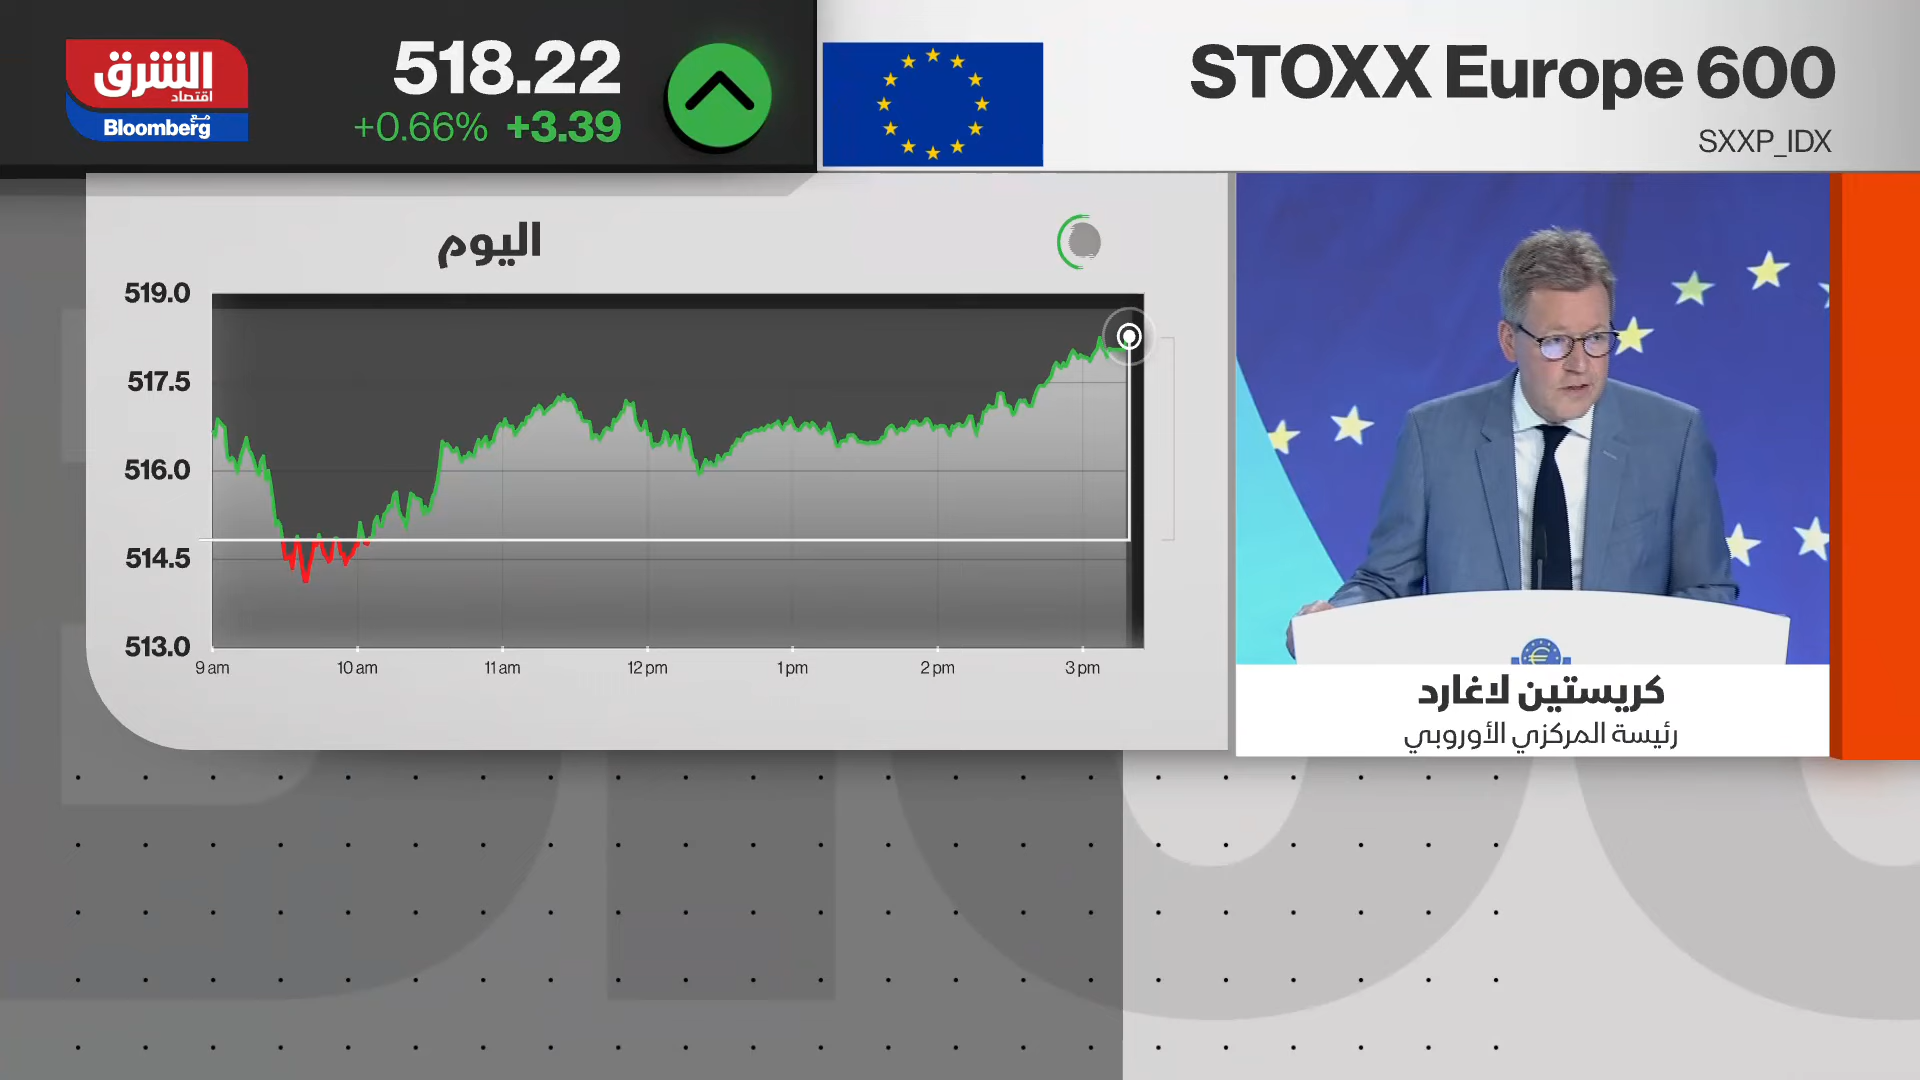 الشرق
اقتصاد
مع
Bloomberg
518.22
+0.66% +3.39
STOXX Europe 600
SXXP_IDX
اليوم
519.0
517.5
516.0
514.5
513.0
9 am 10 am 11 am 12 pm 1 pm 2 pm 3 pm
كريستين لاغارد
رئيسة المركزي الأوروبي